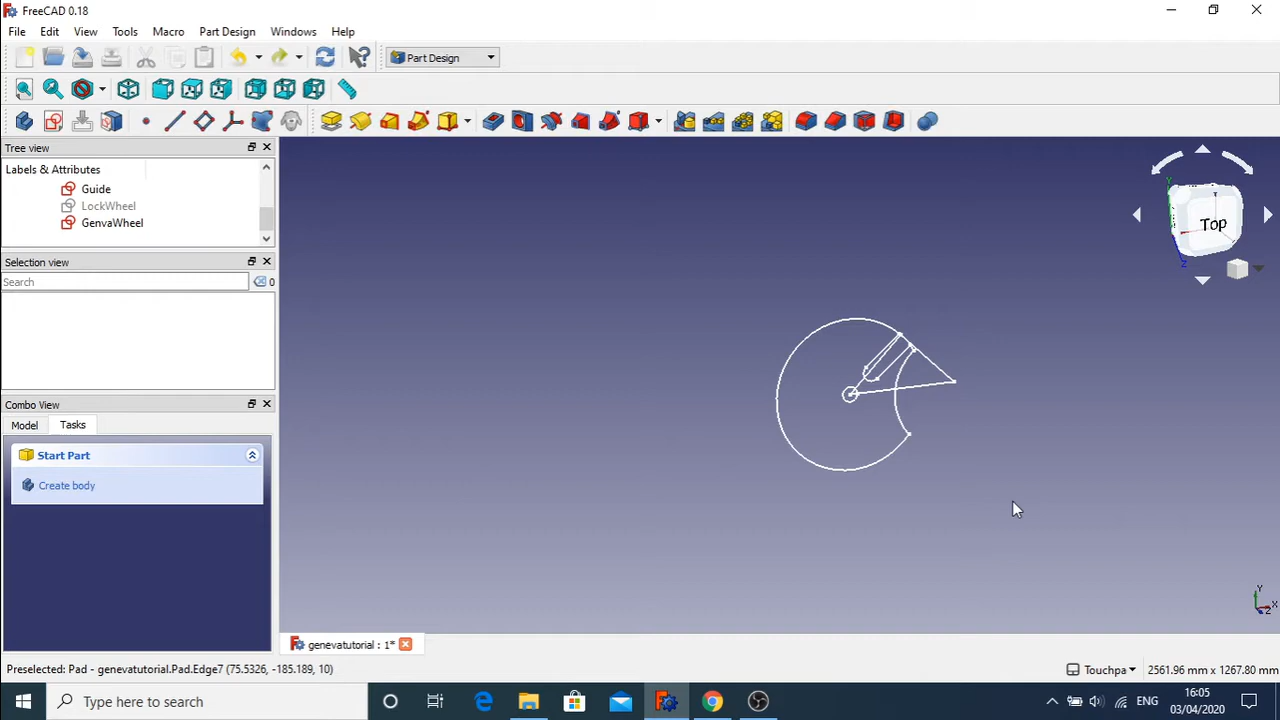 FreeCAD 0.18
File Edit View Tools Macro Part Design Windows Help
Part Design
Tree view
Labels & Attributes
Guide
LockWheel
GenvaWheel
Selection view
Search
0
Combo View
Model Tasks
Start Part
Create body
Top
Y
Z
Y
X
Z
genevatutorial : 1*
Preselected: Pad - genevatutorial.Pad.Edge7 (75.5326, -185.189, 10)
Touchpa
2561.96 mm x 1267.80 mm
Type here to search
ENG
16:05
03/04/2020